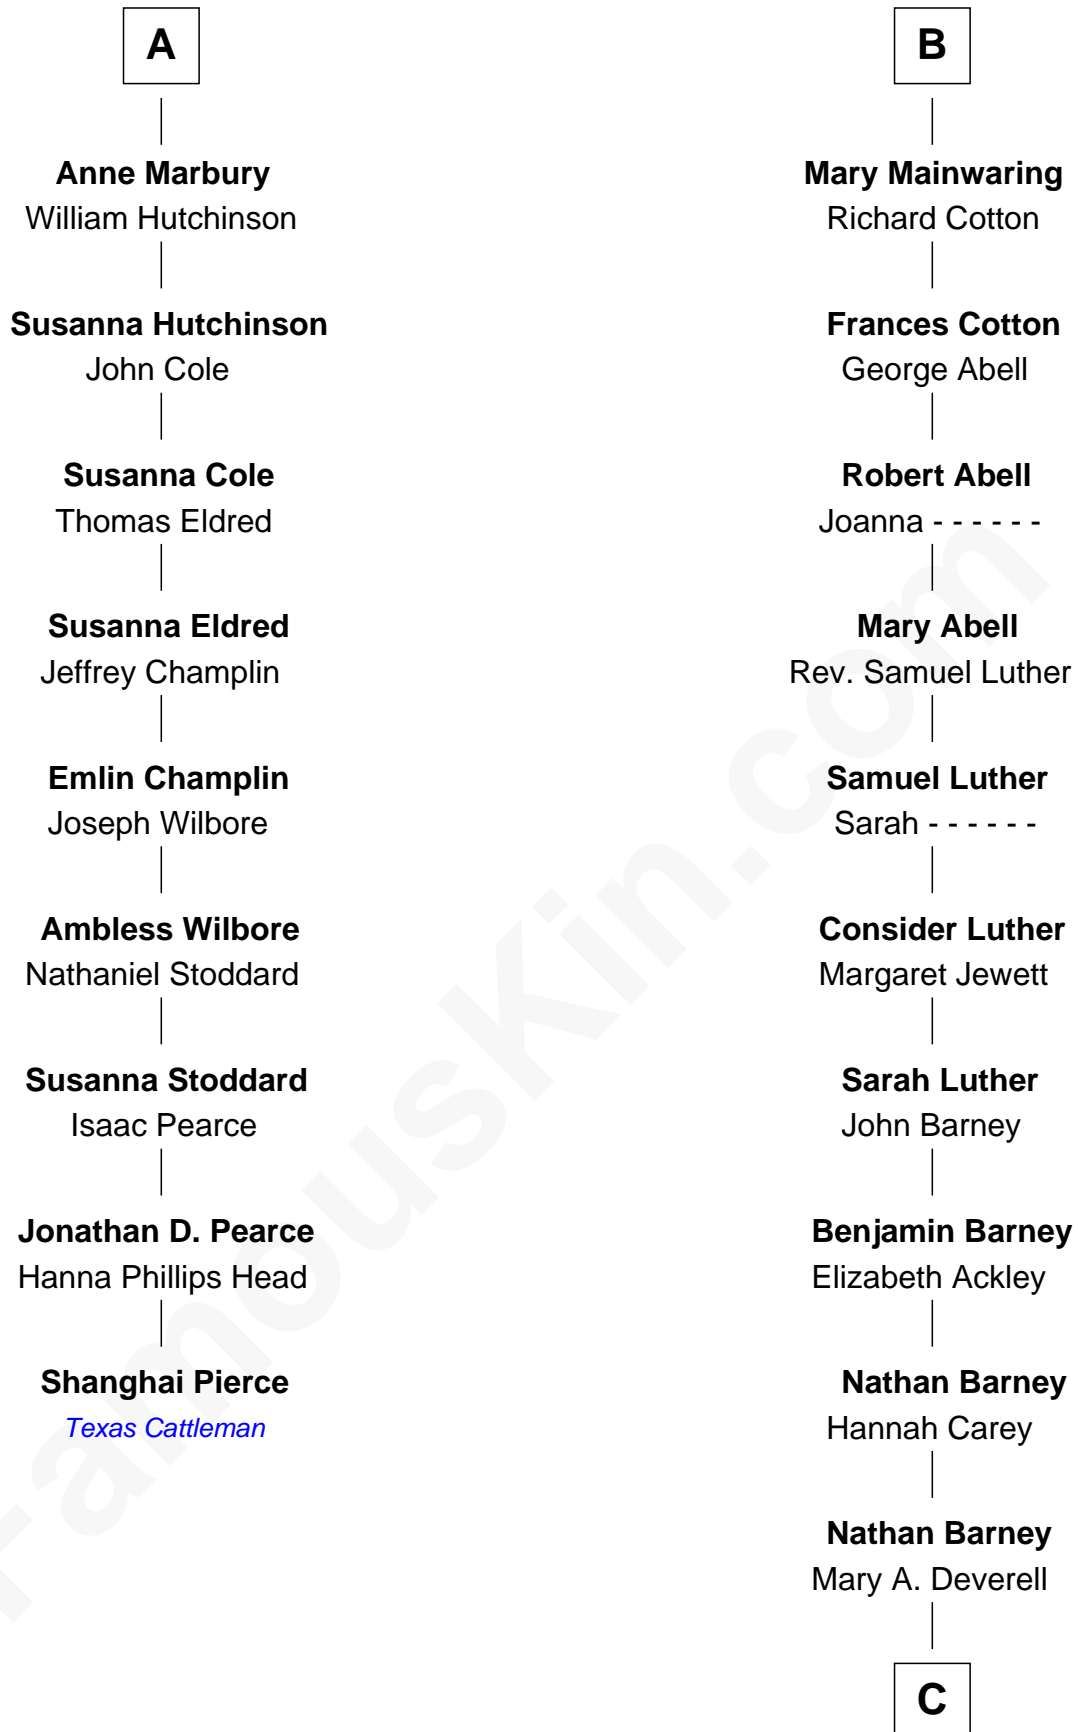 A
Anne Marbury
William Hutchinson
Susanna Hutchinson
John Cole
Susanna Cole
Thomas Eldred
Susanna Eldred
Jeffrey Champlin
Emlin Champlin
Joseph Wilbore
Ambless Wilbore
Nathaniel Stoddard
Susanna Stoddard
Isaac Pearce
Jonathan D. Pearce
Hanna Phillips Head
Shanghai Pierce
Texas Cattleman
B
Mary Mainwaring
Richard Cotton
Frances Cotton
George Abell
Robert Abell
Joanna - - - - - -
Mary Abell
Rev. Samuel Luther
Samuel Luther
Sarah - - - - - -
Consider Luther
Margaret Jewett
Sarah Luther
John Barney
Benjamin Barney
Elizabeth Ackley
Nathan Barney
Hannah Carey
Nathan Barney
Mary A. Deverell
C
FamousKin.com